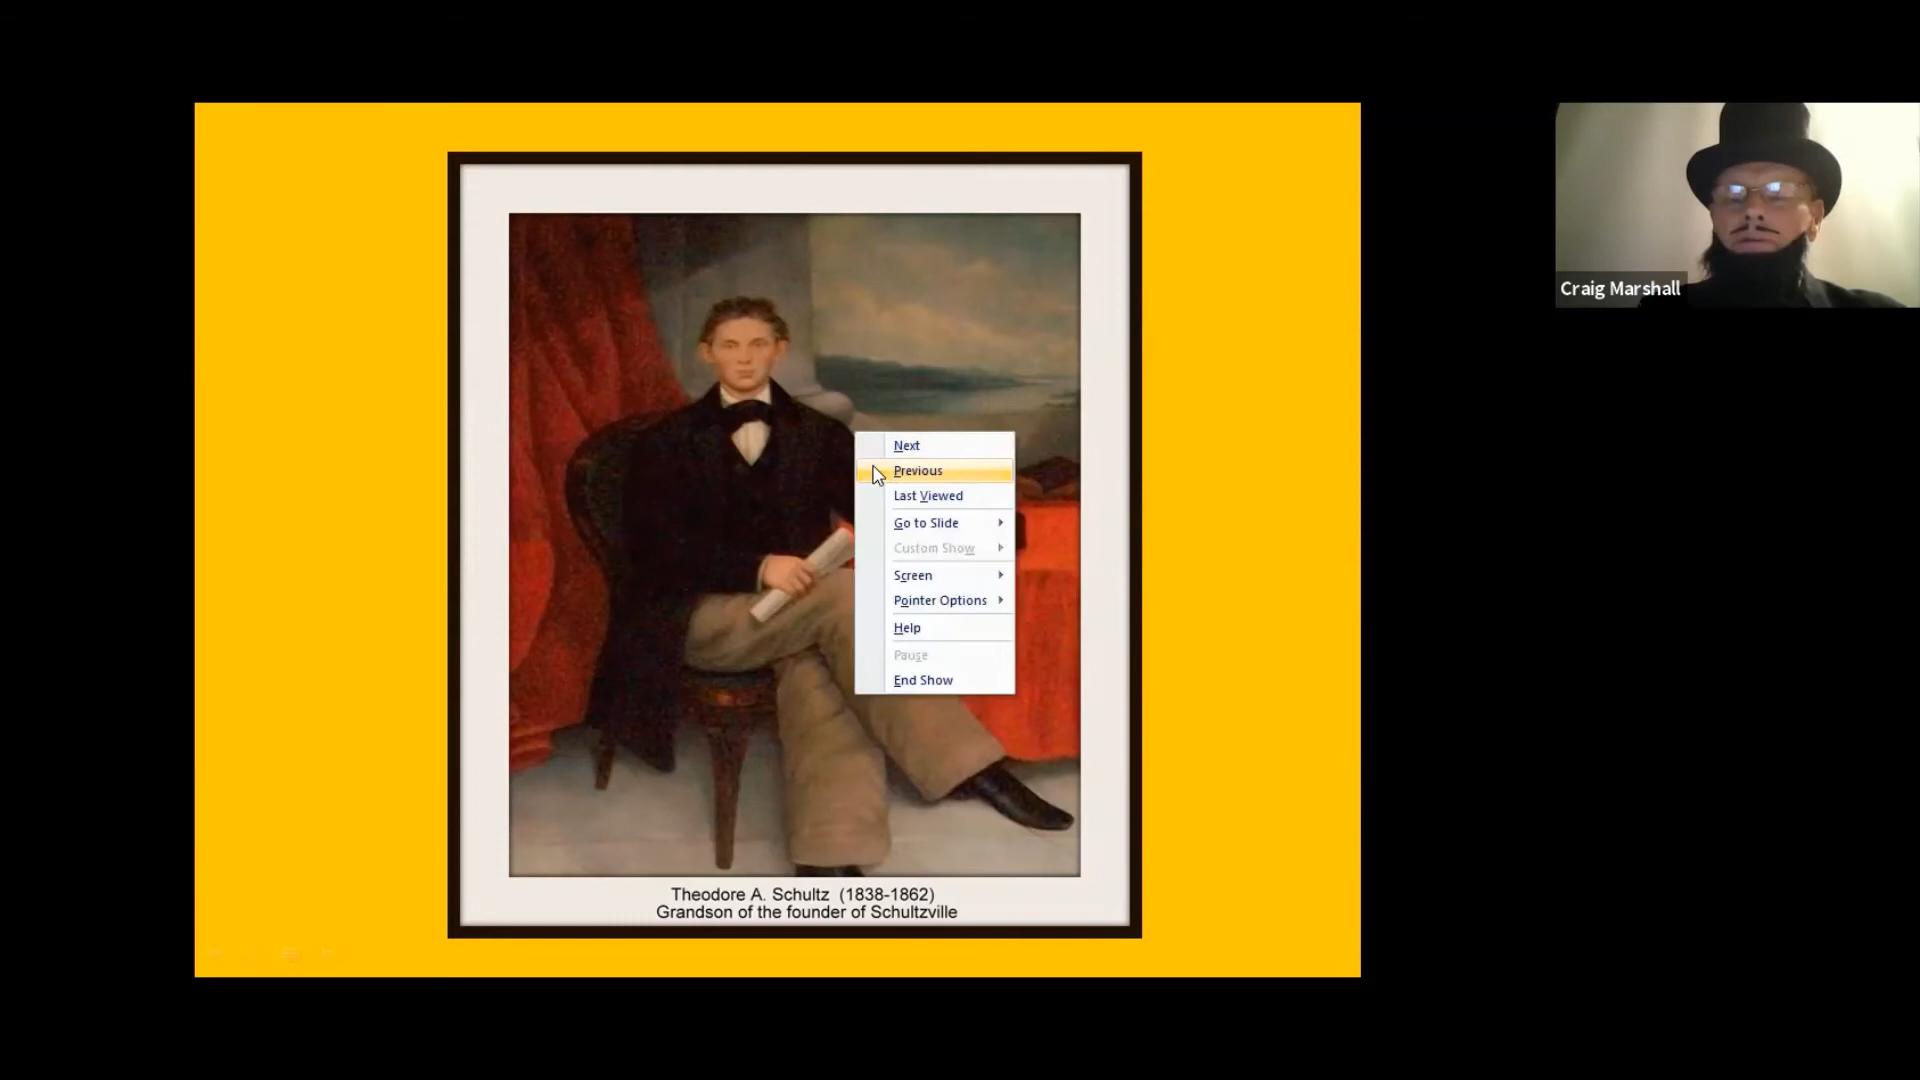 Next
Previous
Last Viewed
Go to Slide
Custom Show
Screen
Pointer Options
Help
Pause
End Show
Theodore A. Schultz (1838-1862)
Grandson of the founder of Schultzville
Craig Marshall